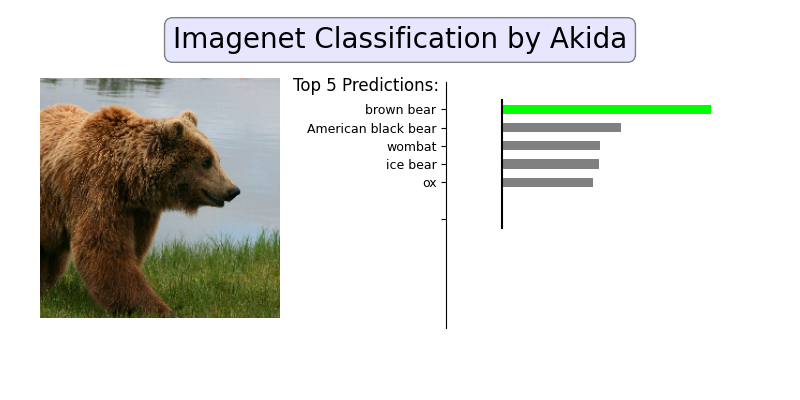 Imagenet Classification by Akida
Top 5 Predictions:
brown bear
American black bear
wombat
ice bear
ox